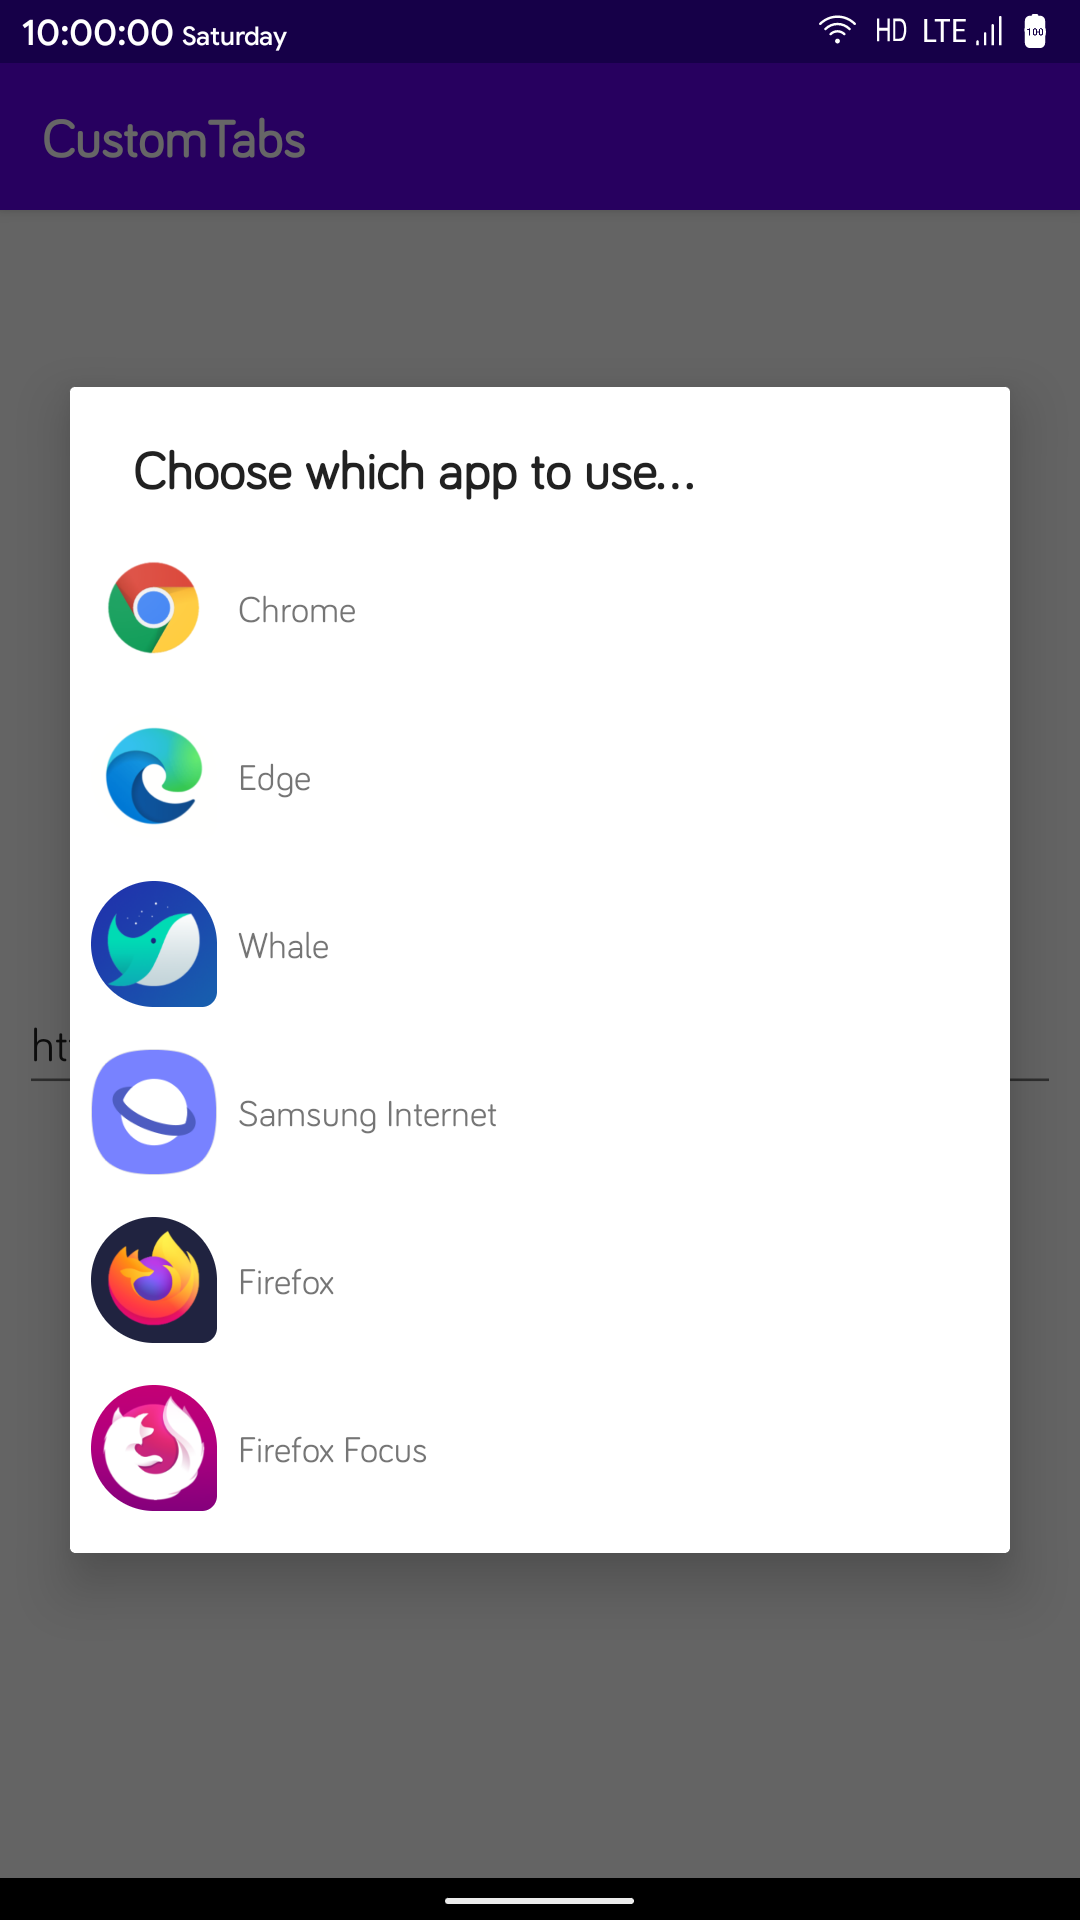 10:00:00 Saturday HD LTE 100
CustomTabs
Choose which app to use...
Chrome
Edge
Whale
ht
Samsung Internet
Firefox
Firefox Focus